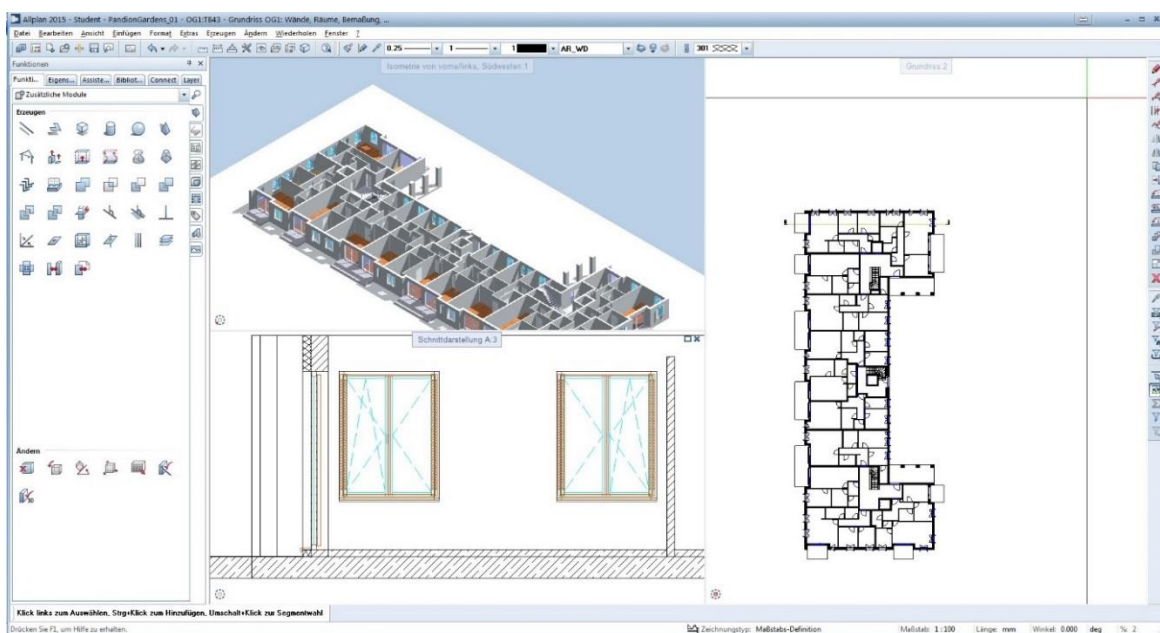 Allplan 2015 - Student - PandionGardens_01 - OG1:TB43 - Grundriss OG1: Wände, Räume, Bemaßung, ...
Datei Bearbeiten Ansicht Einfügen Format Extras Erzeugen Ändern Wiederholen Fenster ?
0.25 1 1 AR_WD 301
Funktionen
Funkti... Eigens... Assiste... Bibliot... Connect Layer
Zusätzliche Module
Erzeugen
Ändern
Isometrie von vorne/links, Südwesten:1
Schnittdarstellung A:3
Grundriss:2
Klick links zum Auswählen, Strg+Klick zum Hinzufügen, Umschalt+Klick zur Segmentwahl
Drücken Sie F1, um Hilfe zu erhalten. Zeichnungstyp: Maßstabs-Definition Maßstab: 1:100 Länge: mm Winkel: 0.000 deg %: 2